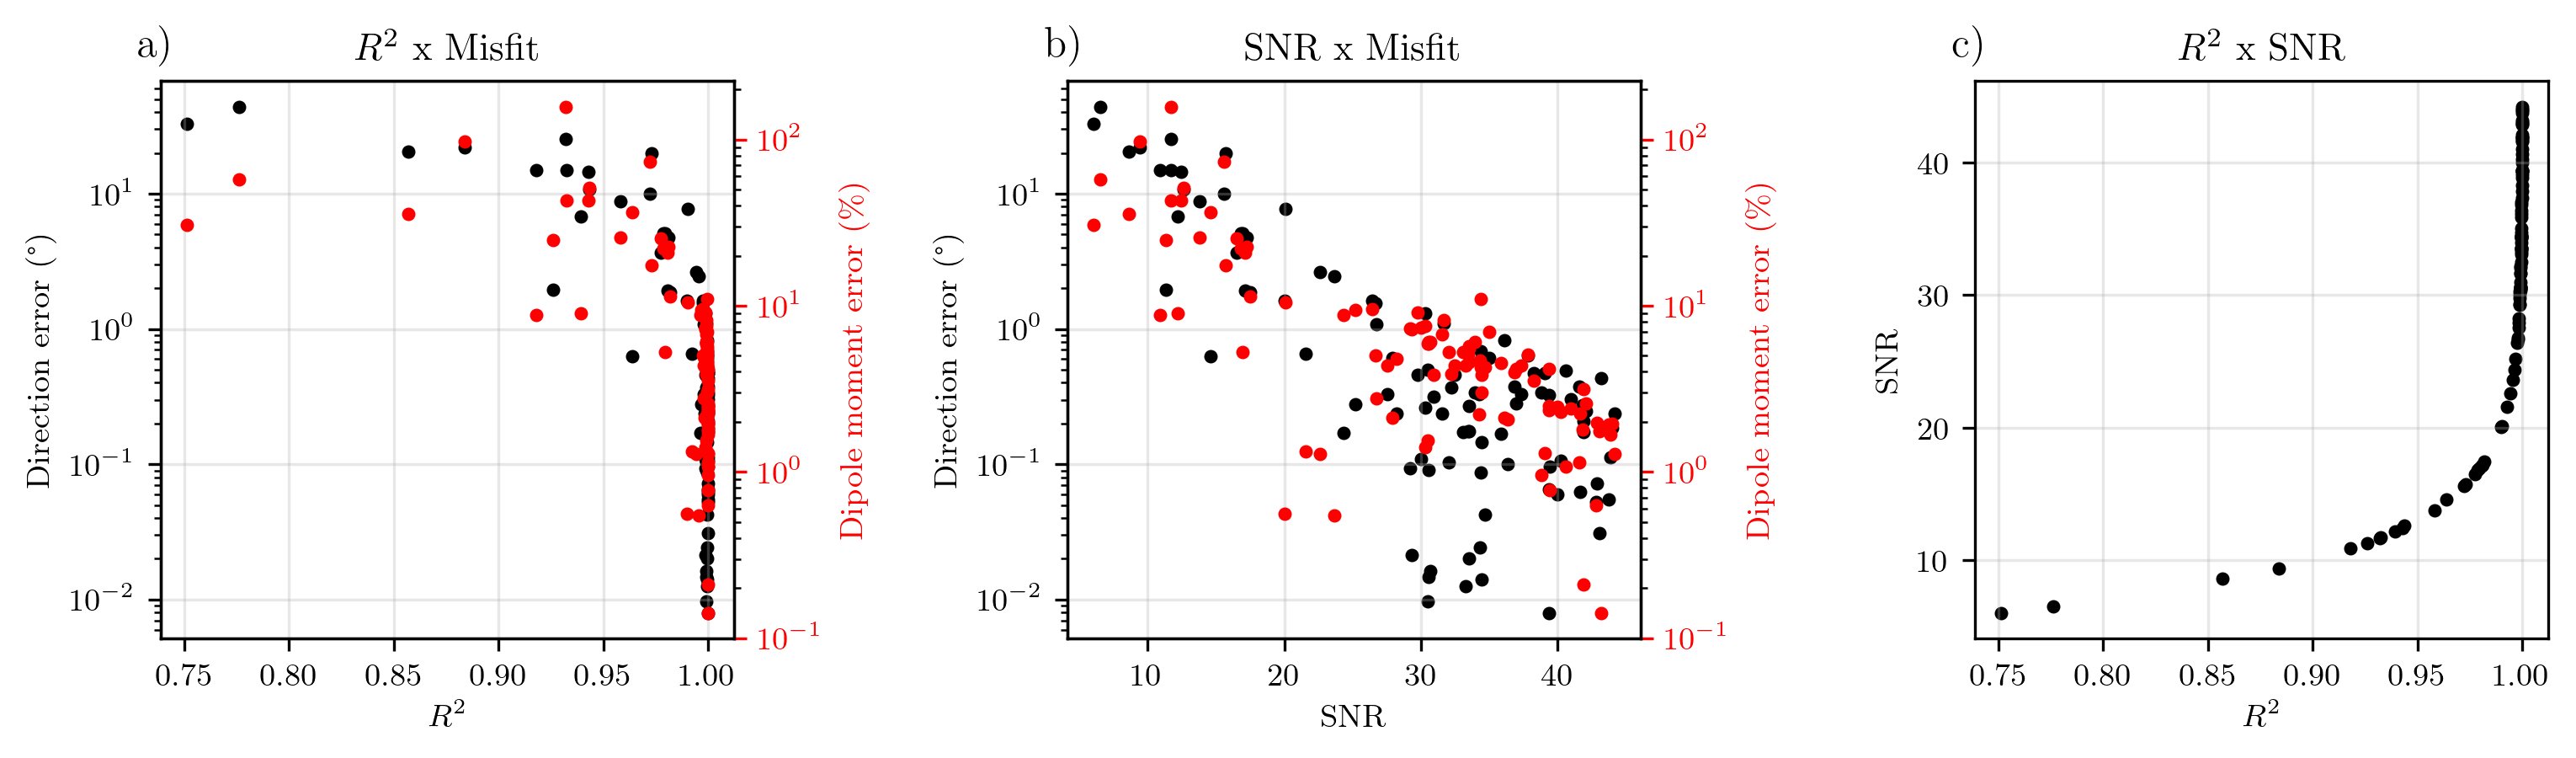 a)
R² x Misfit
Direction error (°)
10¹
10⁰
10⁻¹
10⁻²
10²
10¹
10⁰
10⁻¹
Dipole moment error (%)
0.75 0.80 0.85 0.90 0.95 1.00
R²
b)
SNR x Misfit
Direction error (°)
10¹
10⁰
10⁻¹
10⁻²
10²
10¹
10⁰
10⁻¹
Dipole moment error (%)
10 20 30 40
SNR
c)
R² x SNR
SNR
40
30
20
10
0.75 0.80 0.85 0.90 0.95 1.00
R²